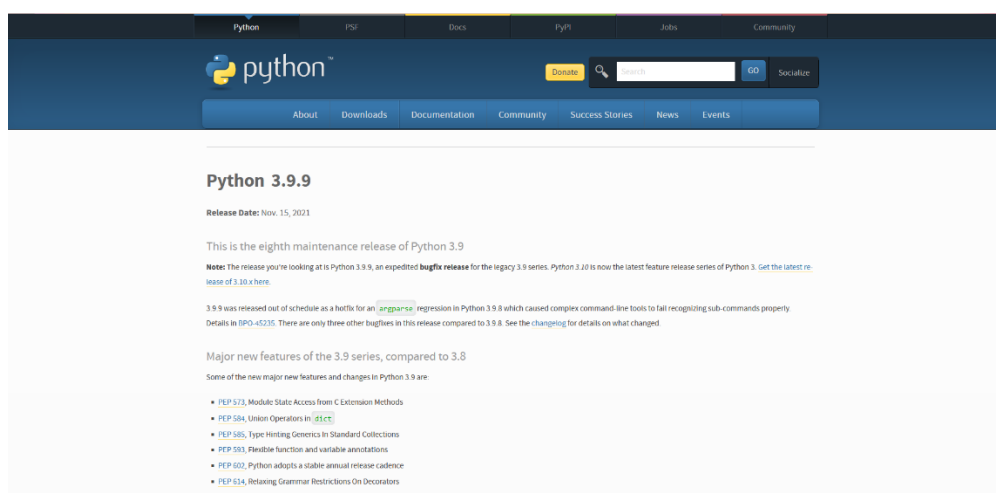 Python PSF Docs PyPI Jobs Community
python™
Donate Search GO Socialize
About Downloads Documentation Community Success Stories News Events
Python 3.9.9
Release Date: Nov. 15, 2021
This is the eighth maintenance release of Python 3.9
Note: The release you're looking at is Python 3.9.9, an expedited bugfix release for the legacy 3.9 series. Python 3.10 is now the latest feature release series of Python 3. Get the latest re-
lease of 3.10.x here.
3.9.9 was released out of schedule as a hotfix for an argparse regression in Python 3.9.8 which caused complex command-line tools to fail recognizing sub-commands properly.
Details in BPO-45235. There are only three other bugfixes in this release compared to 3.9.8. See the changelog for details on what changed.
Major new features of the 3.9 series, compared to 3.8
Some of the new major new features and changes in Python 3.9 are:
• PEP 573, Module State Access from C Extension Methods
• PEP 584, Union Operators in dict
• PEP 585, Type Hinting Generics In Standard Collections
• PEP 593, Flexible function and variable annotations
• PEP 602, Python adopts a stable annual release cadence
• PEP 614, Relaxing Grammar Restrictions On Decorators